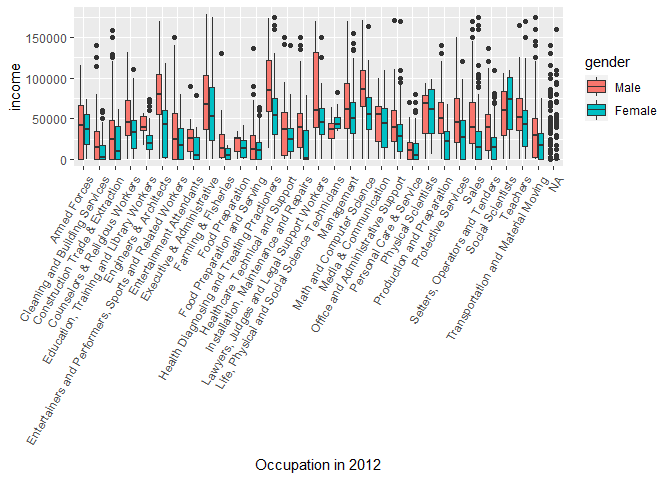 income
150000
100000
50000
0
Armed Forces
Cleaning and Building Services
Construction Trade & Extraction
Counselors & Religious Workers
Education, Training and Library Workers
Engineers & Architects
Entertainers and Performers, Sports and Related Workers
Entertainment Attendants
Executive & Administrative
Farming & Fisheries
Food Preparation
Food Preparation and Serving
Health Diagnosing and Treating Practitioners
Healthcare Technical and Support
Installation, Maintenance and Repairs
Lawyers, Judges and Legal Support Workers
Life, Physical and Social Science Technicians
Management
Math and Computer Science
Media & Communication
Office and Administrative Support
Personal Care & Service
Physical Scientists
Production and Preparation
Protective Services
Sales
Setters, Operators and Tenders
Social Scientists
Teachers
Transportation and Material Moving
NA
Occupation in 2012
gender
Male
Female